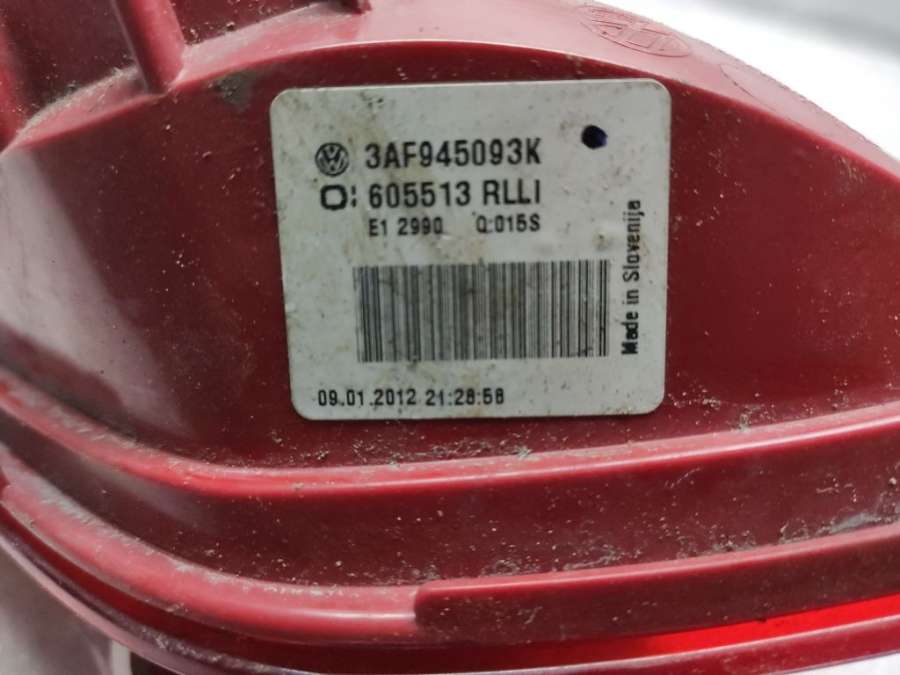 3AF945093K
O: 605513 RLLI
E1 2990 Q:015S
Made in Slovenija
09.01.2012 21:28:58